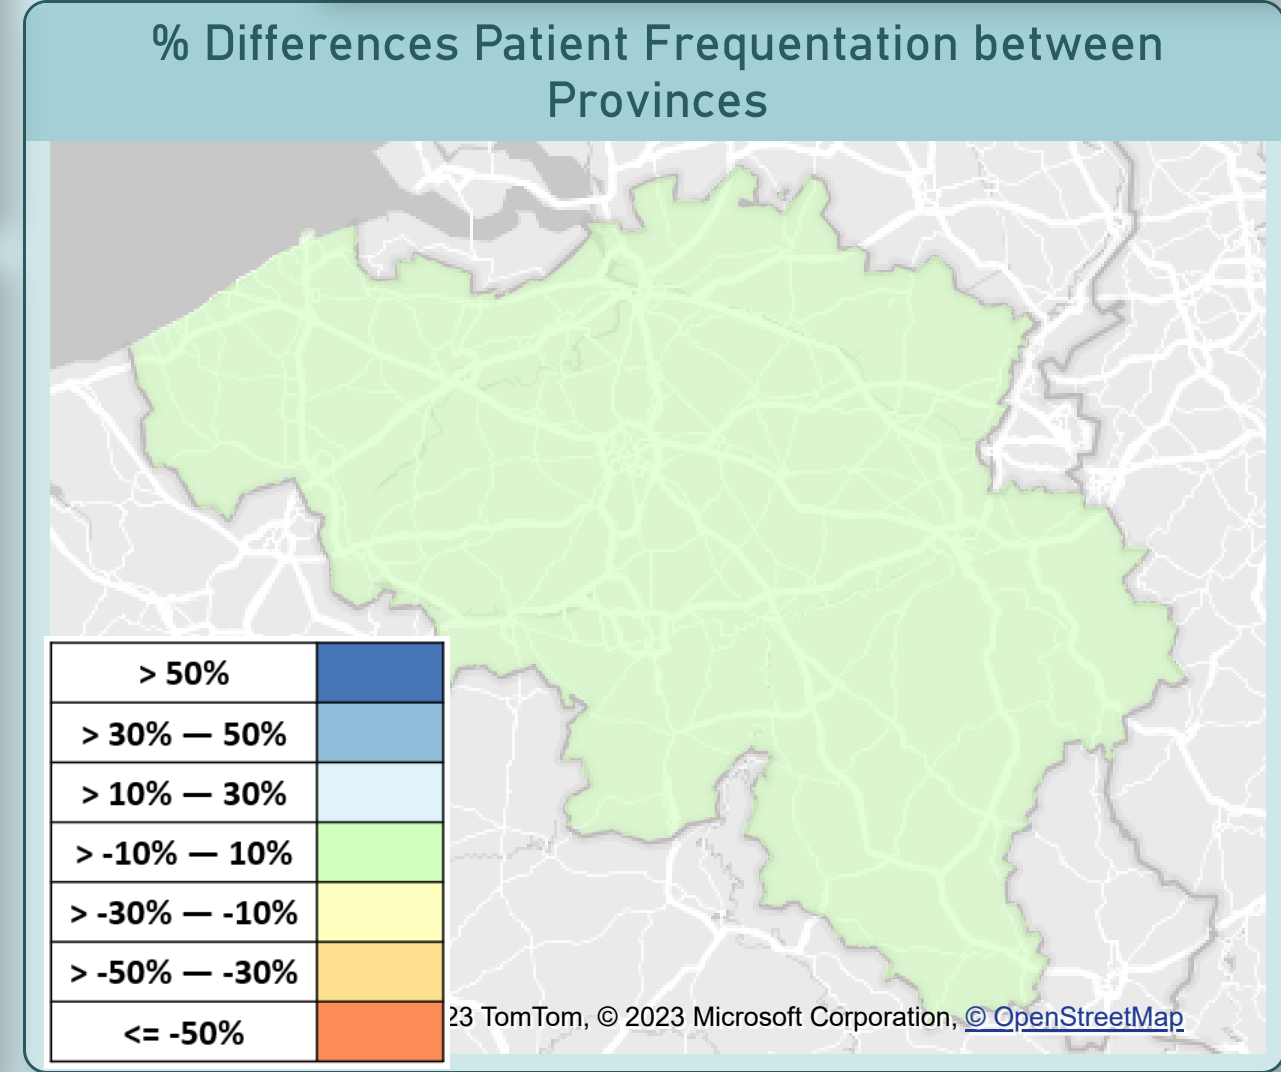 % Differences Patient Frequentation between
Provinces
> 50%
> 30% — 50%
> 10% — 30%
> -10% — 10%
> -30% — -10%
> -50% — -30%
<= -50%
23 TomTom, © 2023 Microsoft Corporation, © OpenStreetMap